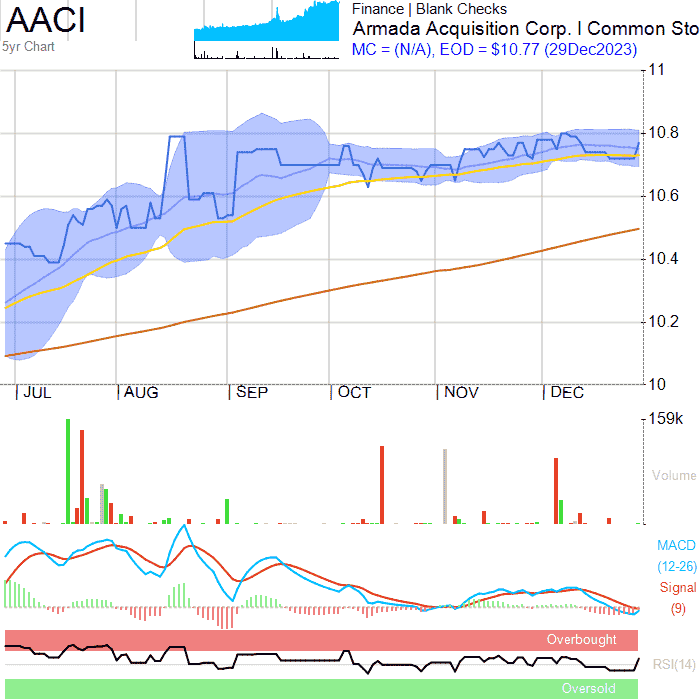 AACI
5yr Chart
Finance | Blank Checks
Armada Acquisition Corp. I Common Sto
MC = (N/A), EOD = $10.77 (29Dec2023)
11
10.8
10.6
10.4
10.2
10
JUL AUG SEP OCT NOV DEC
159k
Volume
MACD
(12-26)
Signal
(9)
Overbought
RSI(14)
Oversold